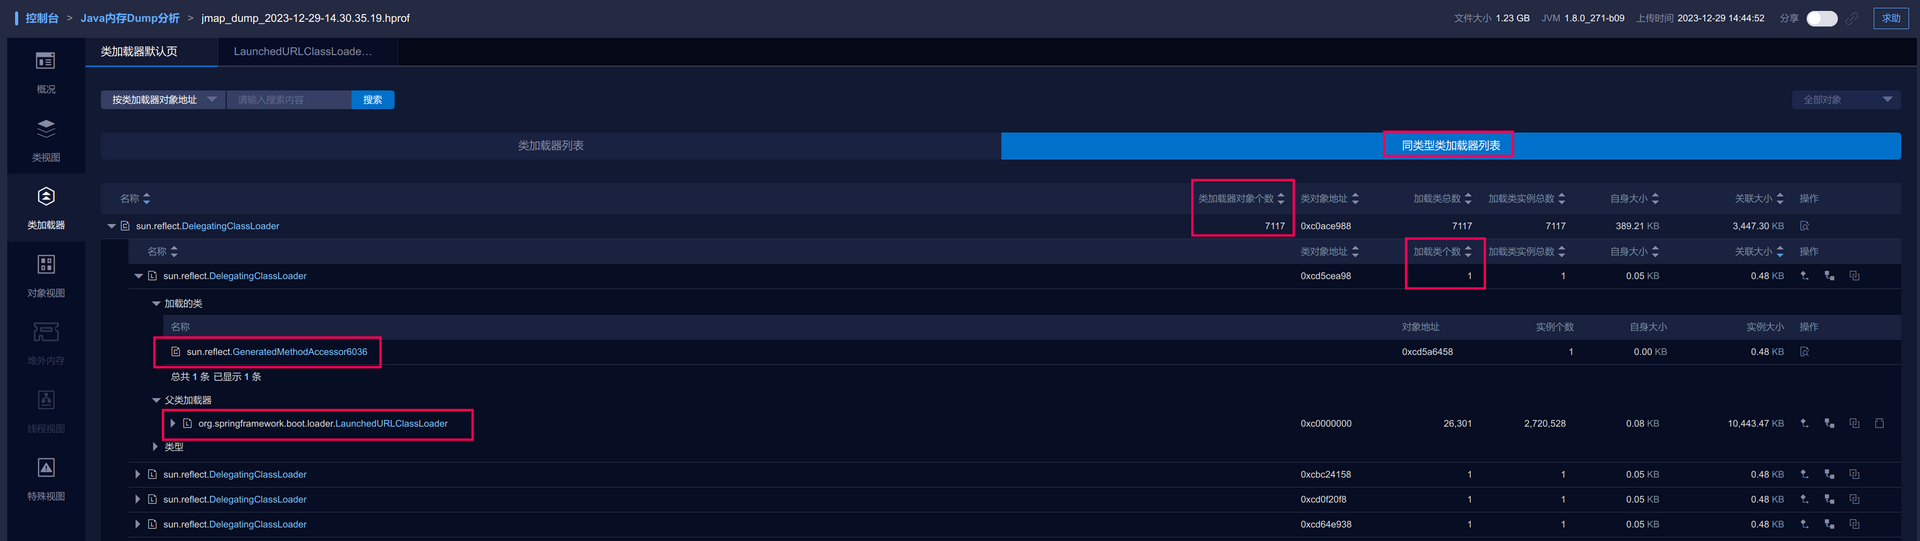 控制台 > Java内存Dump分析 > jmap_dump_2023-12-29-14.30.35.19.hprof 文件大小 1.23 GB JVM 1.8.0_271-b09 上传时间 2023-12-29 14:44:52 分享 求助
类加载器默认页 LaunchedURLClassLoade...
概况
按类加载器对象地址 请输入搜索内容 搜索 全部对象
类加载器列表 同类型类加载器列表
类视图
名称 类加载器对象个数 类对象地址 加载类总数 加载类实例总数 自身大小 关联大小 操作
类加载器
sun.reflect.DelegatingClassLoader 7117 0xc0ace988 7117 7117 389.21 KB 3,447.30 KB
名称 类对象地址 加载类个数 加载类实例总数 自身大小 关联大小 操作
sun.reflect.DelegatingClassLoader 0xcd5cea98 1 1 0.05 KB 0.48 KB
对象视图
加载的类
名称 对象地址 实例个数 自身大小 实例大小 操作
sun.reflect.GeneratedMethodAccessor6036 0xcd5a6458 1 0.00 KB 0.48 KB
堆外内存
总共 1 条 已显示 1 条
父类加载器
org.springframework.boot.loader.LaunchedURLClassLoader 0xc0000000 26,301 2,720,528 0.08 KB 10,443.47 KB
线程视图
类型
sun.reflect.DelegatingClassLoader 0xcbc24158 1 1 0.05 KB 0.48 KB
特殊视图
sun.reflect.DelegatingClassLoader 0xcd0f20f8 1 1 0.05 KB 0.48 KB
sun.reflect.DelegatingClassLoader 0xcd64e938 1 1 0.05 KB 0.48 KB